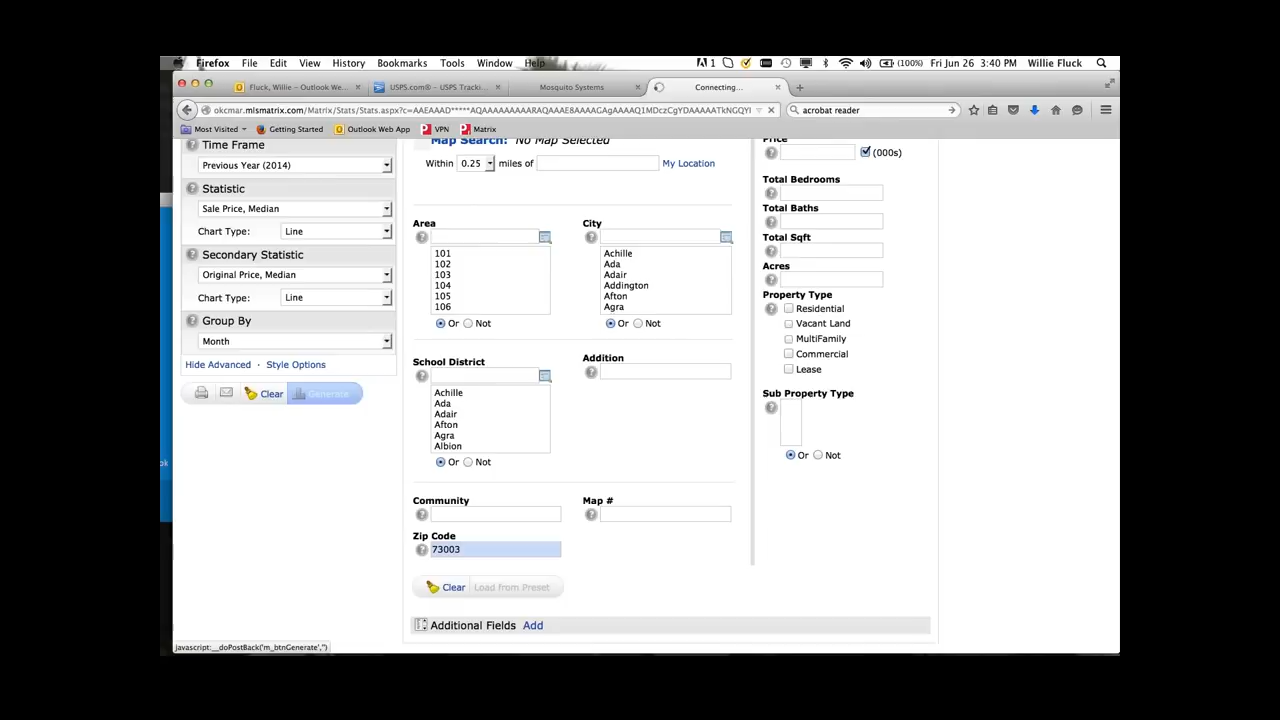 Firefox File Edit View History Bookmarks Tools Window Help 1 (100%) Fri Jun 26 3:40 PM Willie Fluck
Fluck, Willie – Outlook We... × USPS.com® – USPS Tracki... × Mosquito Systems × Connecting... × +
okcmar.mlsmatrix.com/Matrix/Stats/Stats.aspx?c= acrobat reader
Most Visited Getting Started Outlook Web App VPN Matrix
Time Frame
Previous Year (2014)
Statistic
Sale Price, Median
Chart Type: Line
Secondary Statistic
Original Price, Median
Chart Type: Line
Group By
Month
Hide Advanced · Style Options
Clear Generate
Map Search: No Map Selected
Within 0.25 miles of My Location
Area
101
102
103
104
105
106
Or Not
City
Achille
Ada
Adair
Addington
Afton
Agra
Or Not
School District
Achille
Ada
Adair
Afton
Agra
Albion
Or Not
Addition
Community
Map #
Zip Code
73003
Clear Load from Preset
Additional Fields Add
Price
(000s)
Total Bedrooms
Total Baths
Total Sqft
Acres
Property Type
Residential
Vacant Land
MultiFamily
Commercial
Lease
Sub Property Type
Or Not
ok
javascript:__doPostBack('m_btnGenerate','')